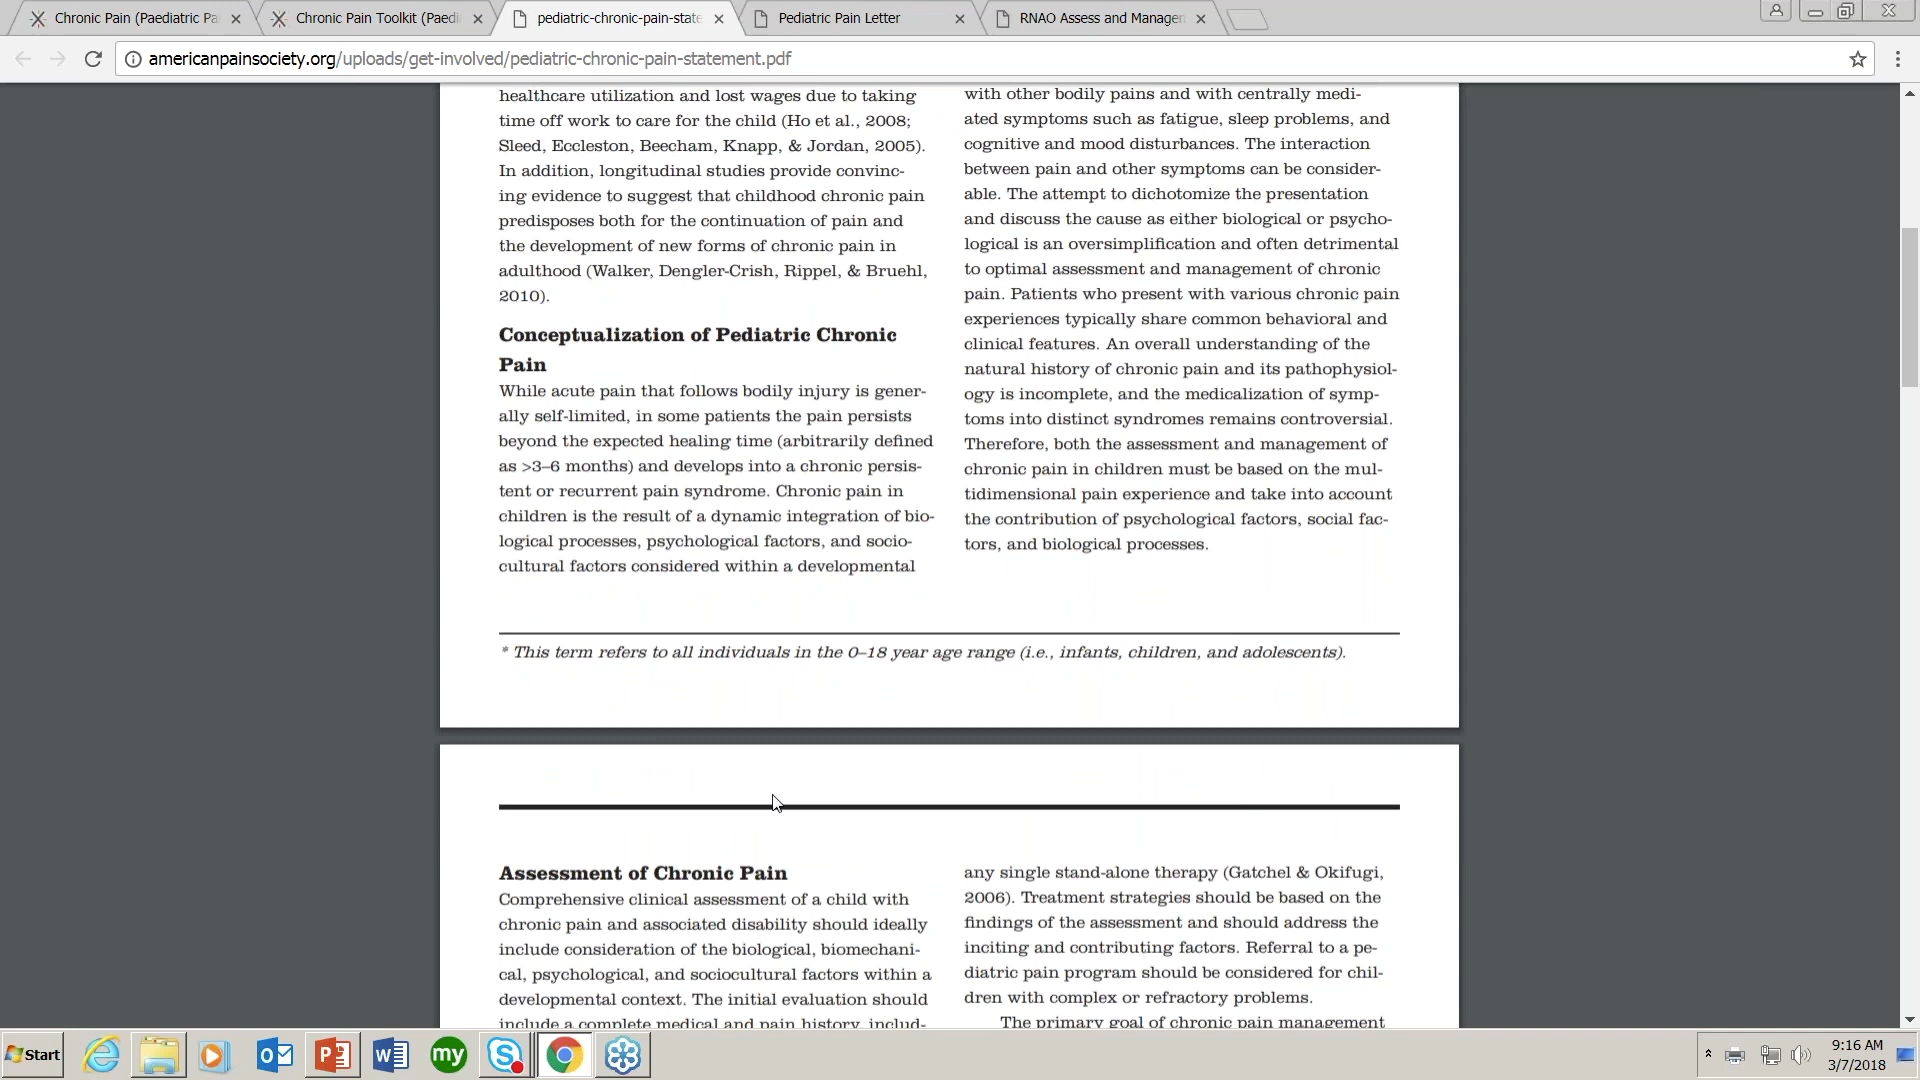 Chronic Pain (Paediatric Pa
Chronic Pain Toolkit (Paedi
pediatric-chronic-pain-state
Pediatric Pain Letter
RNAO Assess and Manager
americanpainsociety.org/uploads/get-involved/pediatric-chronic-pain-statement.pdf
healthcare utilization and lost wages due to taking
time off work to care for the child (Ho et al., 2008;
Sleed, Eccleston, Beecham, Knapp, & Jordan, 2005).
In addition, longitudinal studies provide convinc-
ing evidence to suggest that childhood chronic pain
predisposes both for the continuation of pain and
the development of new forms of chronic pain in
adulthood (Walker, Dengler-Crish, Rippel, & Bruehl,
2010).
Conceptualization of Pediatric Chronic
Pain
While acute pain that follows bodily injury is gener-
ally self-limited, in some patients the pain persists
beyond the expected healing time (arbitrarily defined
as >3–6 months) and develops into a chronic persis-
tent or recurrent pain syndrome. Chronic pain in
children is the result of a dynamic integration of bio-
logical processes, psychological factors, and socio-
cultural factors considered within a developmental
with other bodily pains and with centrally medi-
ated symptoms such as fatigue, sleep problems, and
cognitive and mood disturbances. The interaction
between pain and other symptoms can be consider-
able. The attempt to dichotomize the presentation
and discuss the cause as either biological or psycho-
logical is an oversimplification and often detrimental
to optimal assessment and management of chronic
pain. Patients who present with various chronic pain
experiences typically share common behavioral and
clinical features. An overall understanding of the
natural history of chronic pain and its pathophysiol-
ogy is incomplete, and the medicalization of symp-
toms into distinct syndromes remains controversial.
Therefore, both the assessment and management of
chronic pain in children must be based on the mul-
tidimensional pain experience and take into account
the contribution of psychological factors, social fac-
tors, and biological processes.
* This term refers to all individuals in the 0–18 year age range (i.e., infants, children, and adolescents).
Assessment of Chronic Pain
Comprehensive clinical assessment of a child with
chronic pain and associated disability should ideally
include consideration of the biological, biomechani-
cal, psychological, and sociocultural factors within a
developmental context. The initial evaluation should
include a complete medical and pain history, includ-
any single stand-alone therapy (Gatchel & Okifugi,
2006). Treatment strategies should be based on the
findings of the assessment and should address the
inciting and contributing factors. Referral to a pe-
diatric pain program should be considered for chil-
dren with complex or refractory problems.
The primary goal of chronic pain management
Start
my
9:16 AM
3/7/2018